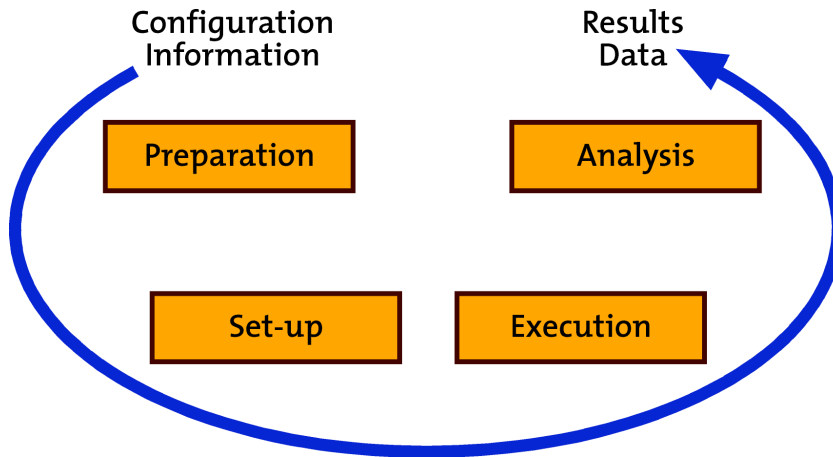 Configuration
Information
Results
Data
Preparation
Analysis
Set-up
Execution